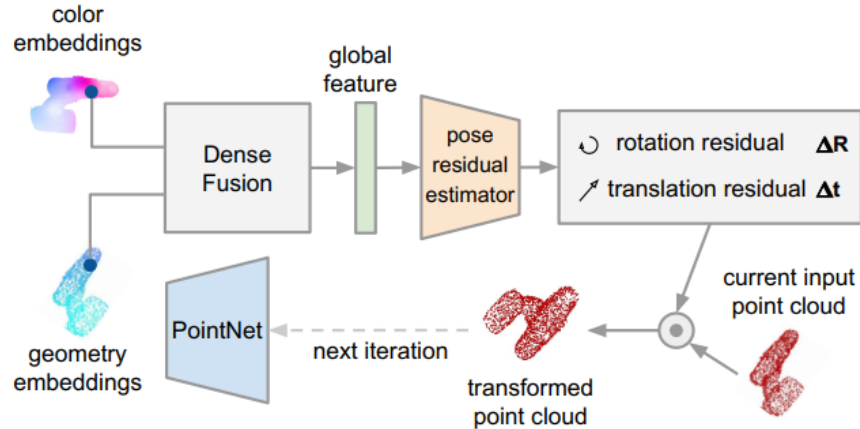 color
embeddings
global
feature
Dense
Fusion
pose
residual
estimator
rotation residual ΔR
translation residual Δt
current input
point cloud
PointNet
next iteration
geometry
embeddings
transformed
point cloud